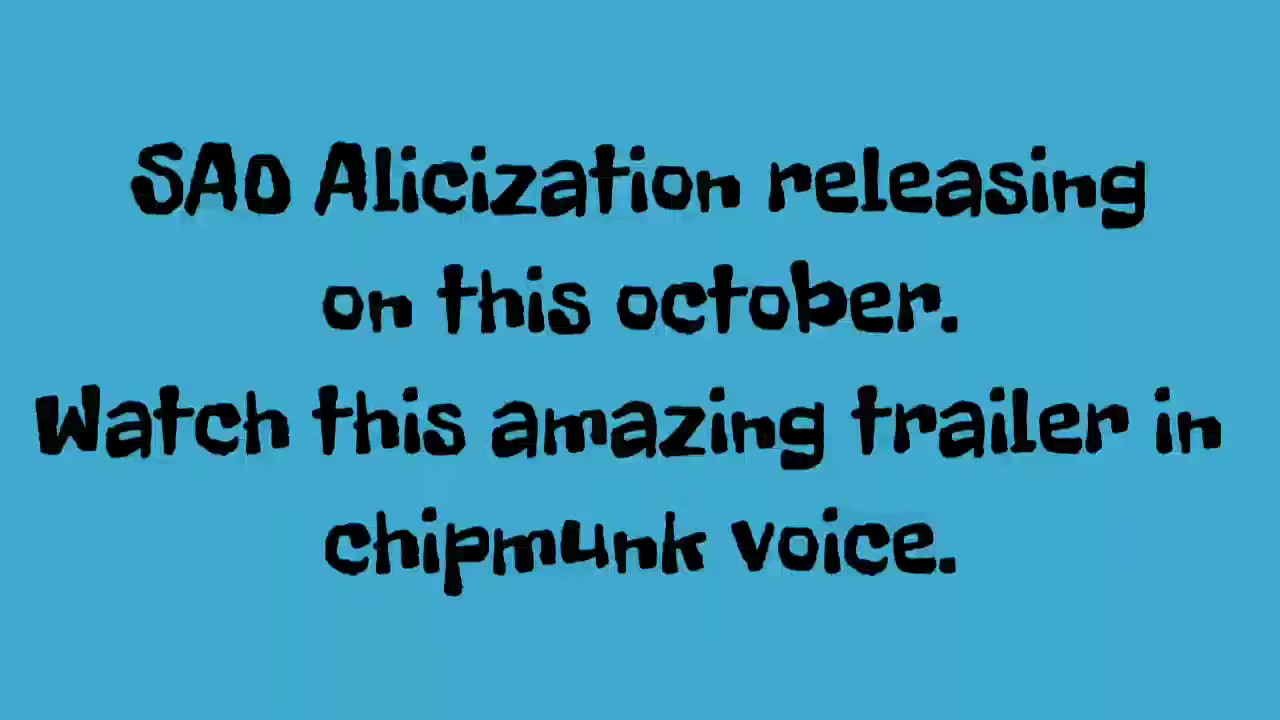 SAO Alicization releasing
on this october.
Watch this amazing trailer in
chipmunk voice.